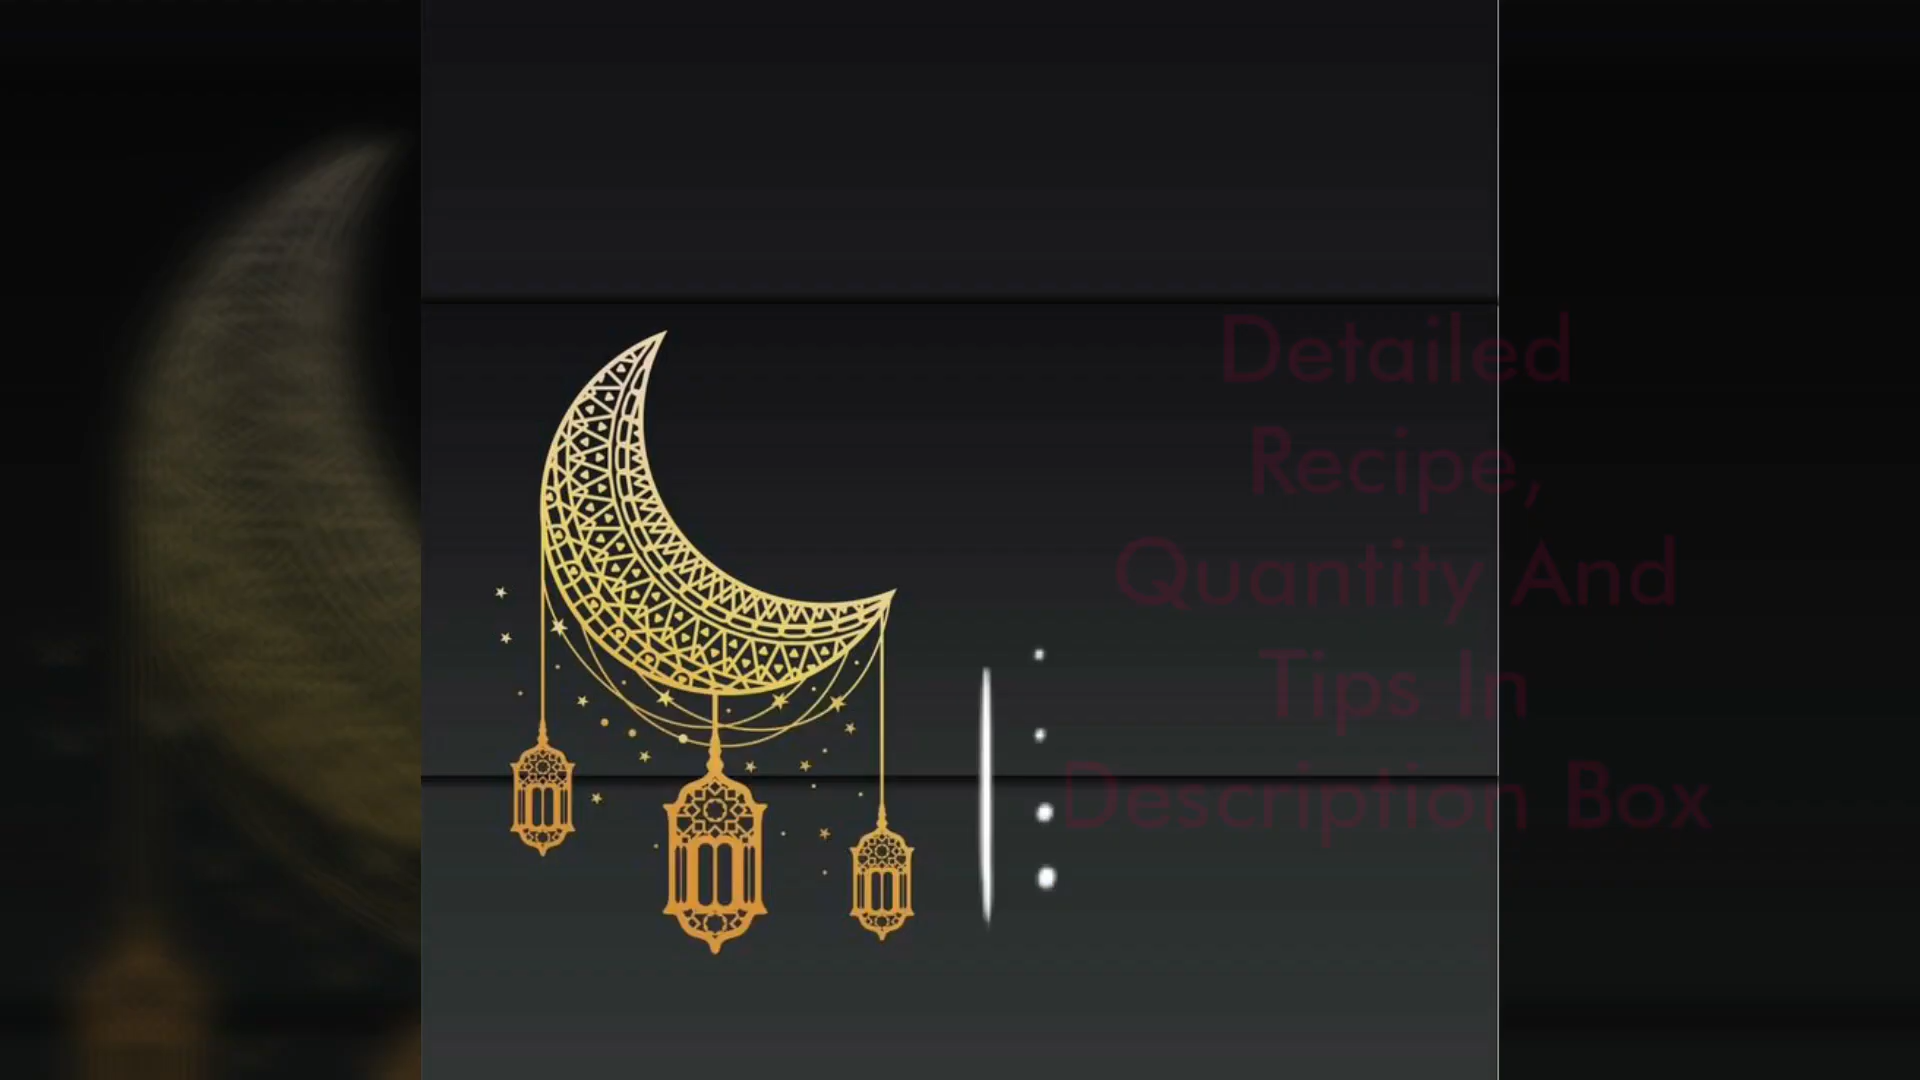 Detailed
Recipe,
Quantity And
Tips In
Description Box